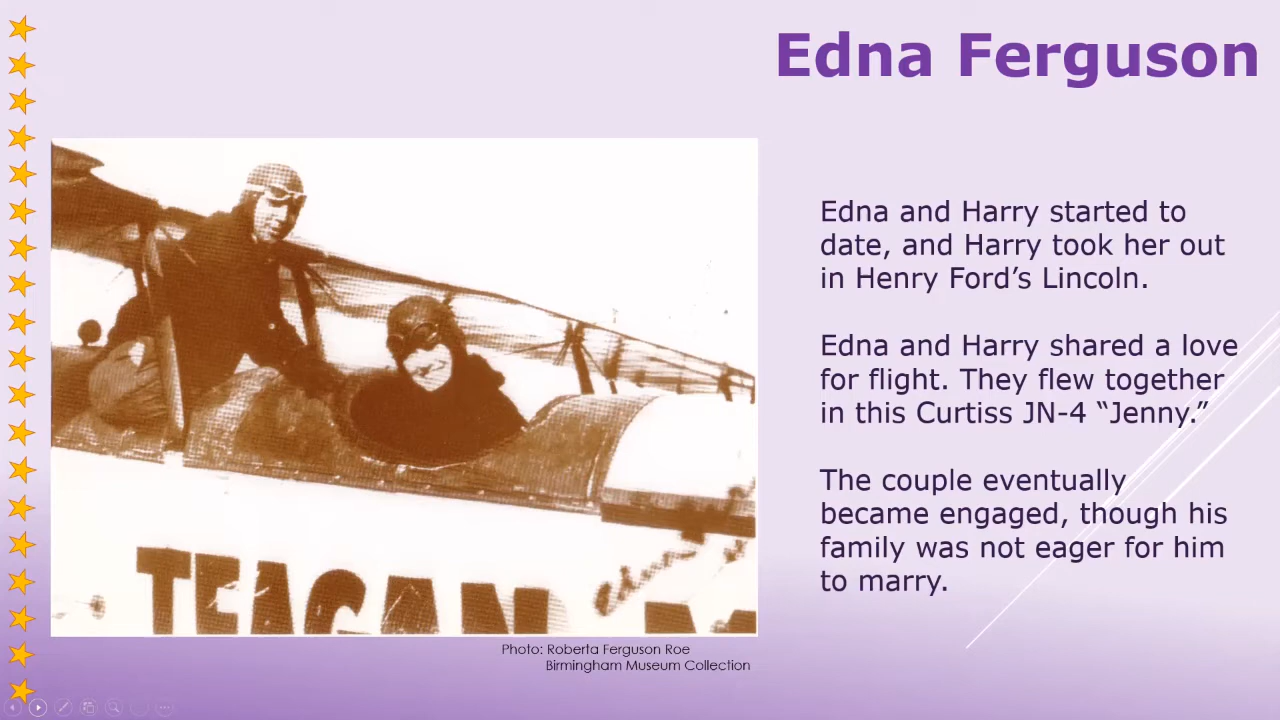 Edna Ferguson
Edna and Harry started to
date, and Harry took her out
in Henry Ford’s Lincoln.
Edna and Harry shared a love
for flight. They flew together
in this Curtiss JN-4 “Jenny.”
The couple eventually
became engaged, though his
family was not eager for him
to marry.
TEAGAN
Photo: Roberta Ferguson Roe
Birmingham Museum Collection